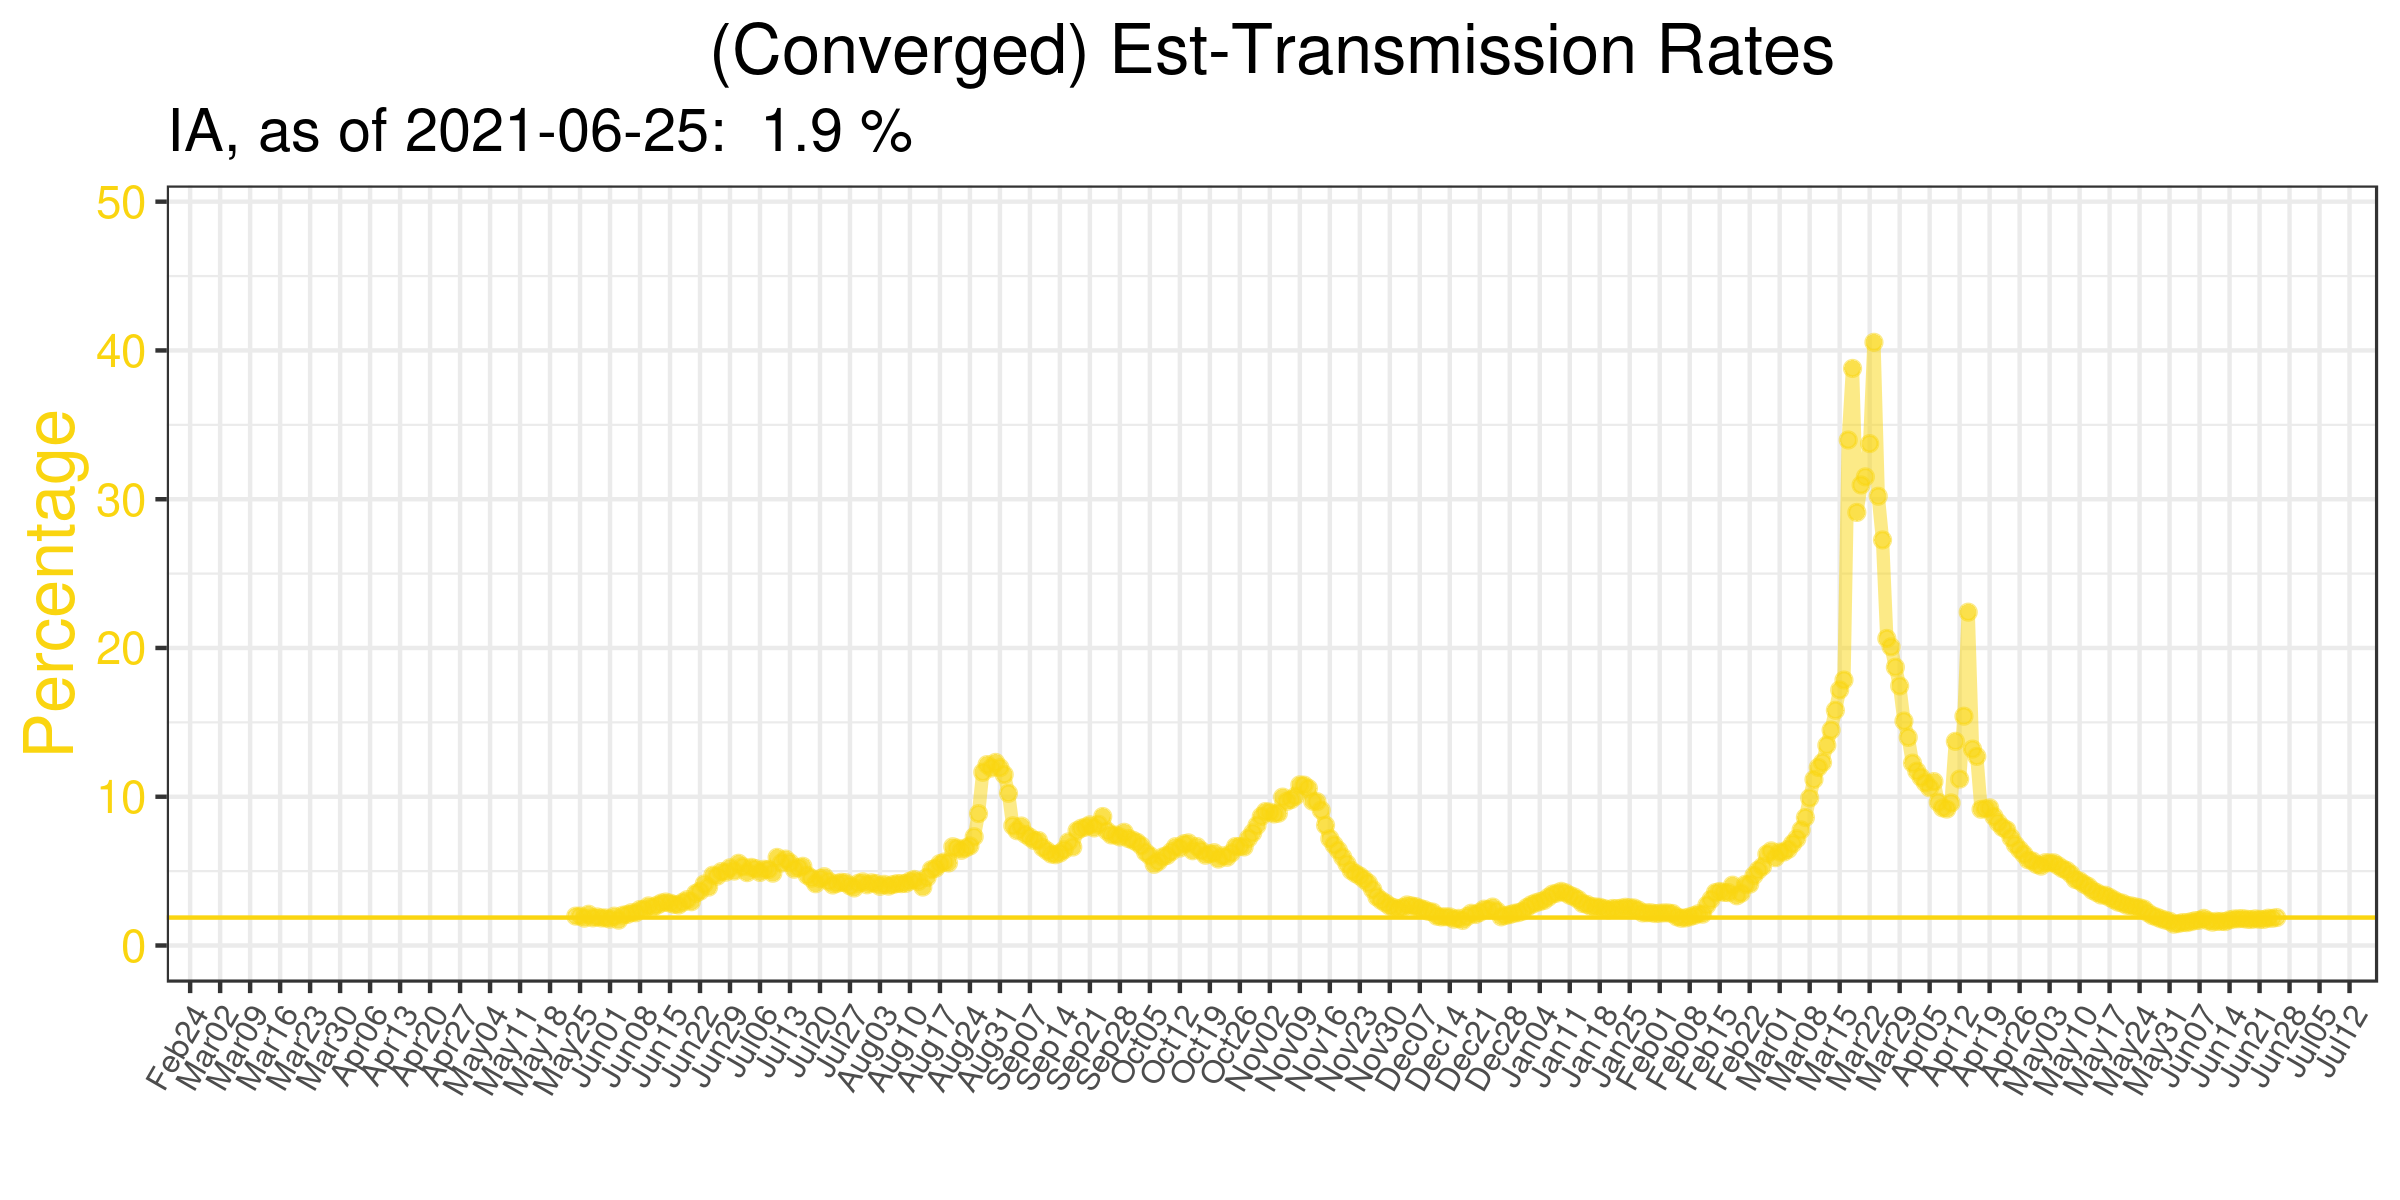 (Converged) Est-Transmission Rates
IA, as of 2021-06-25:  1.9 %
Percentage
50
40
30
20
10
0
Feb24
Mar02
Mar09
Mar16
Mar23
Mar30
Apr06
Apr13
Apr20
Apr27
May04
May11
May18
May25
Jun01
Jun08
Jun15
Jun22
Jun29
Jul06
Jul13
Jul20
Jul27
Aug03
Aug10
Aug17
Aug24
Aug31
Sep07
Sep14
Sep21
Sep28
Oct05
Oct12
Oct19
Oct26
Nov02
Nov09
Nov16
Nov23
Nov30
Dec07
Dec14
Dec21
Dec28
Jan04
Jan11
Jan18
Jan25
Feb01
Feb08
Feb15
Feb22
Mar01
Mar08
Mar15
Mar22
Mar29
Apr05
Apr12
Apr19
Apr26
May03
May10
May17
May24
May31
Jun07
Jun14
Jun21
Jun28
Jul05
Jul12